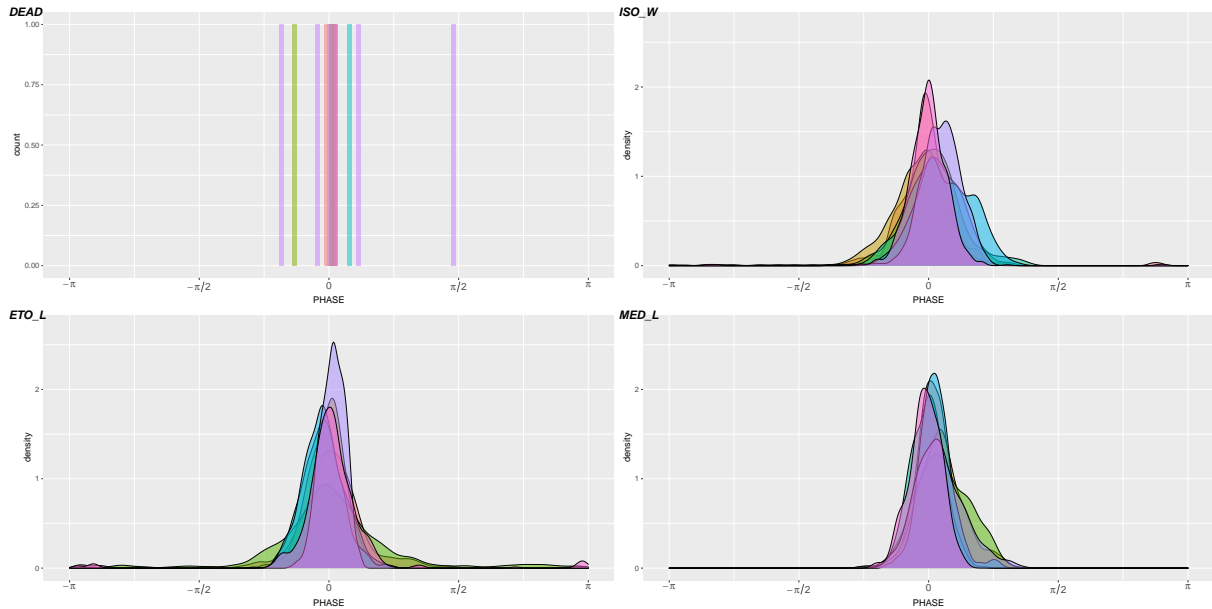 DEAD
1.00
0.75
0.50
0.25
0.00
count
−π
−π/2
0
π/2
π
PHASE
ISO_W
2
1
0
density
−π
−π/2
0
π/2
π
PHASE
ETO_L
2
1
0
density
−π
−π/2
0
π/2
π
PHASE
MED_L
2
1
0
density
−π
−π/2
0
π/2
π
PHASE